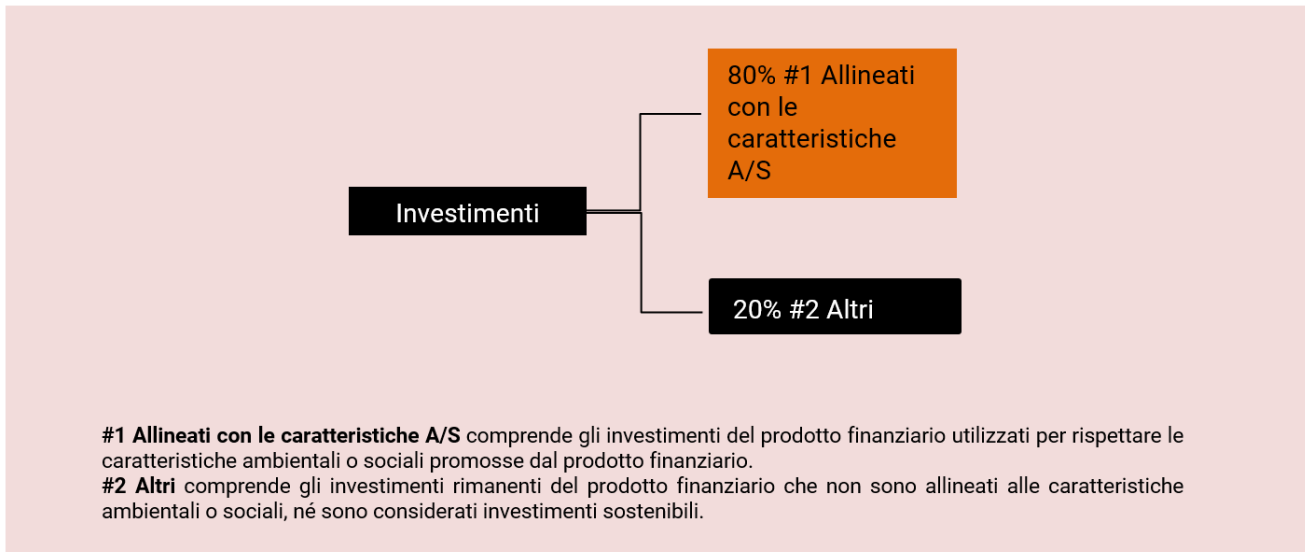 80% #1 Allineati
con le
caratteristiche
A/S
Investimenti
20% #2 Altri
#1 Allineati con le caratteristiche A/S comprende gli investimenti del prodotto finanziario utilizzati per rispettare le
caratteristiche ambientali o sociali promosse dal prodotto finanziario.
#2 Altri comprende gli investimenti rimanenti del prodotto finanziario che non sono allineati alle caratteristiche
ambientali o sociali, né sono considerati investimenti sostenibili.